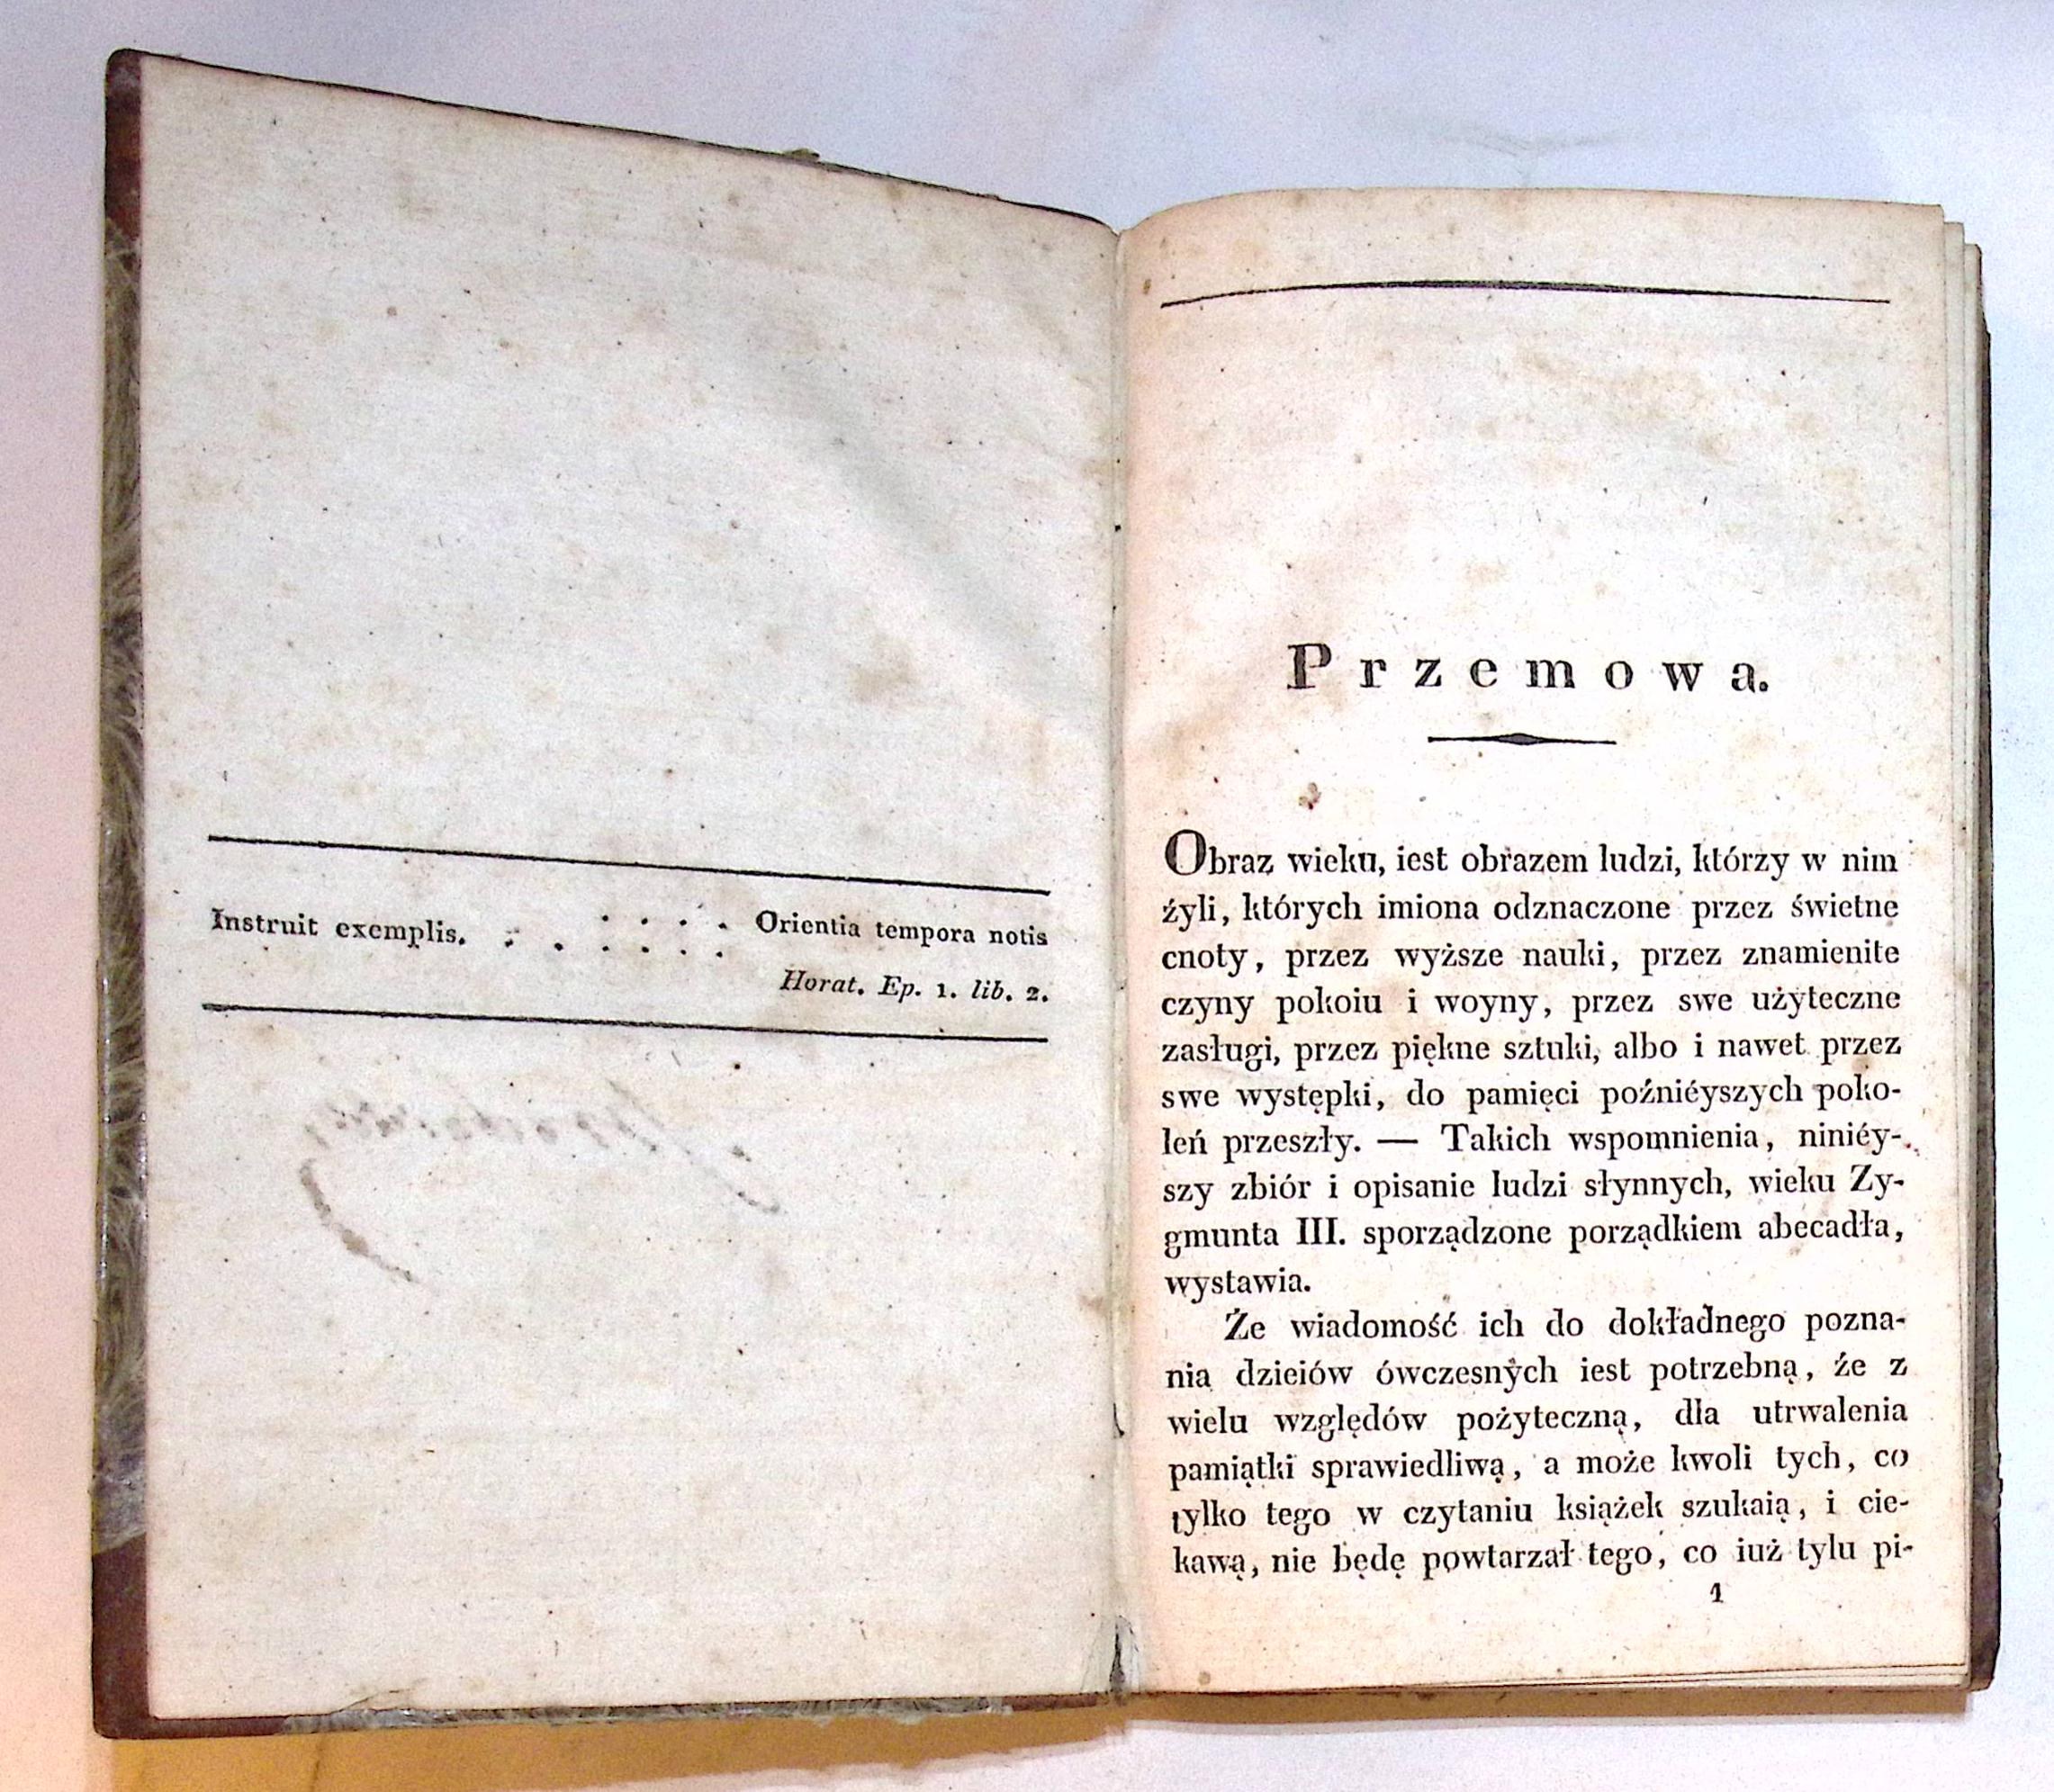 Instruit exemplis. . . . . Orientia tempora notis
. . . . . .
Horat. Ep. 1. lib. 2.
Przemowa.
Obraz wieku, iest obrazem ludzi, którzy w nim
żyli, których imiona odznaczone przez świetne
cnoty, przez wyższe nauki, przez znamienite
czyny pokoiu i woyny, przez swe użyteczne
zasługi, przez piękne sztuki, albo i nawet przez
swe występki, do pamięci poźniéyszych poko-
leń przeszły. — Takich wspomnienia, niniéy-
szy zbiór i opisanie ludzi słynnych, wieku Zy-
gmunta III. sporządzone porządkiem abecadła,
wystawia.
Że wiadomość ich do dokładnego pozna-
nia dzieiów ówczesnych iest potrzebną, że z
wielu względów pożyteczną, dla utrwalenia
pamiątki sprawiedliwą, a może kwoli tych, co
tylko tego w czytaniu książek szukaią, i cie-
kawą, nie będę powtarzał tego, co iuż tylu pi-
1